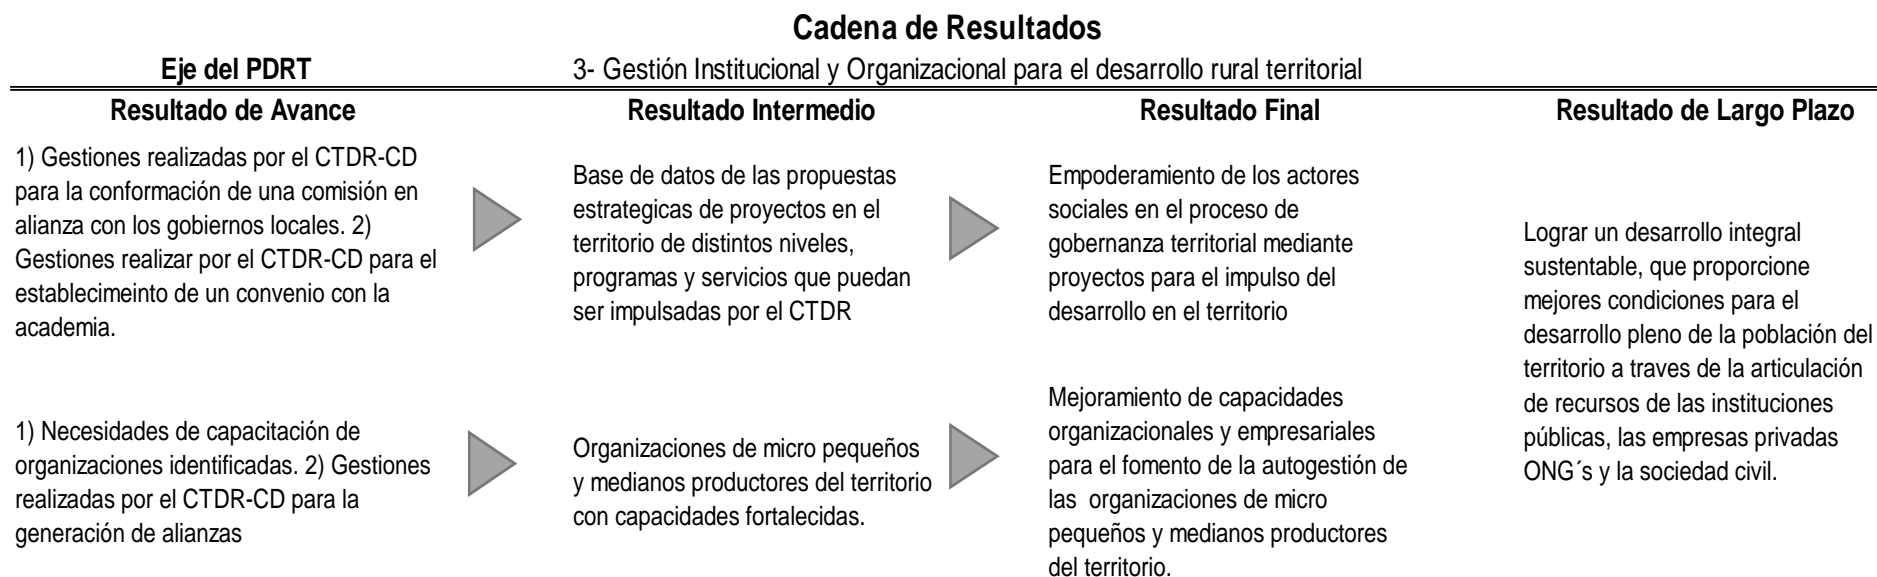 Cadena de Resultados
Eje del PDRT
3- Gestión Institucional y Organizacional para el desarrollo rural territorial
Resultado de Avance
Resultado Intermedio
Resultado Final
Resultado de Largo Plazo
1) Gestiones realizadas por el CTDR-CD
para la conformación de una comisión en
alianza con los gobiernos locales. 2)
Gestiones realizar por el CTDR-CD para el
establecimeinto de un convenio con la
academia.
Base de datos de las propuestas
estrategicas de proyectos en el
territorio de distintos niveles,
programas y servicios que puedan
ser impulsadas por el CTDR
Empoderamiento de los actores
sociales en el proceso de
gobernanza territorial mediante
proyectos para el impulso del
desarrollo en el territorio
Lograr un desarrollo integral
sustentable, que proporcione
mejores condiciones para el
desarrollo pleno de la población del
territorio a traves de la articulación
de recursos de las instituciones
públicas, las empresas privadas
ONG´s y la sociedad civil.
1) Necesidades de capacitación de
organizaciones identificadas. 2) Gestiones
realizadas por el CTDR-CD para la
generación de alianzas
Organizaciones de micro pequeños
y medianos productores del territorio
con capacidades fortalecidas.
Mejoramiento de capacidades
organizacionales y empresariales
para el fomento de la autogestión de
las organizaciones de micro
pequeños y medianos productores
del territorio.